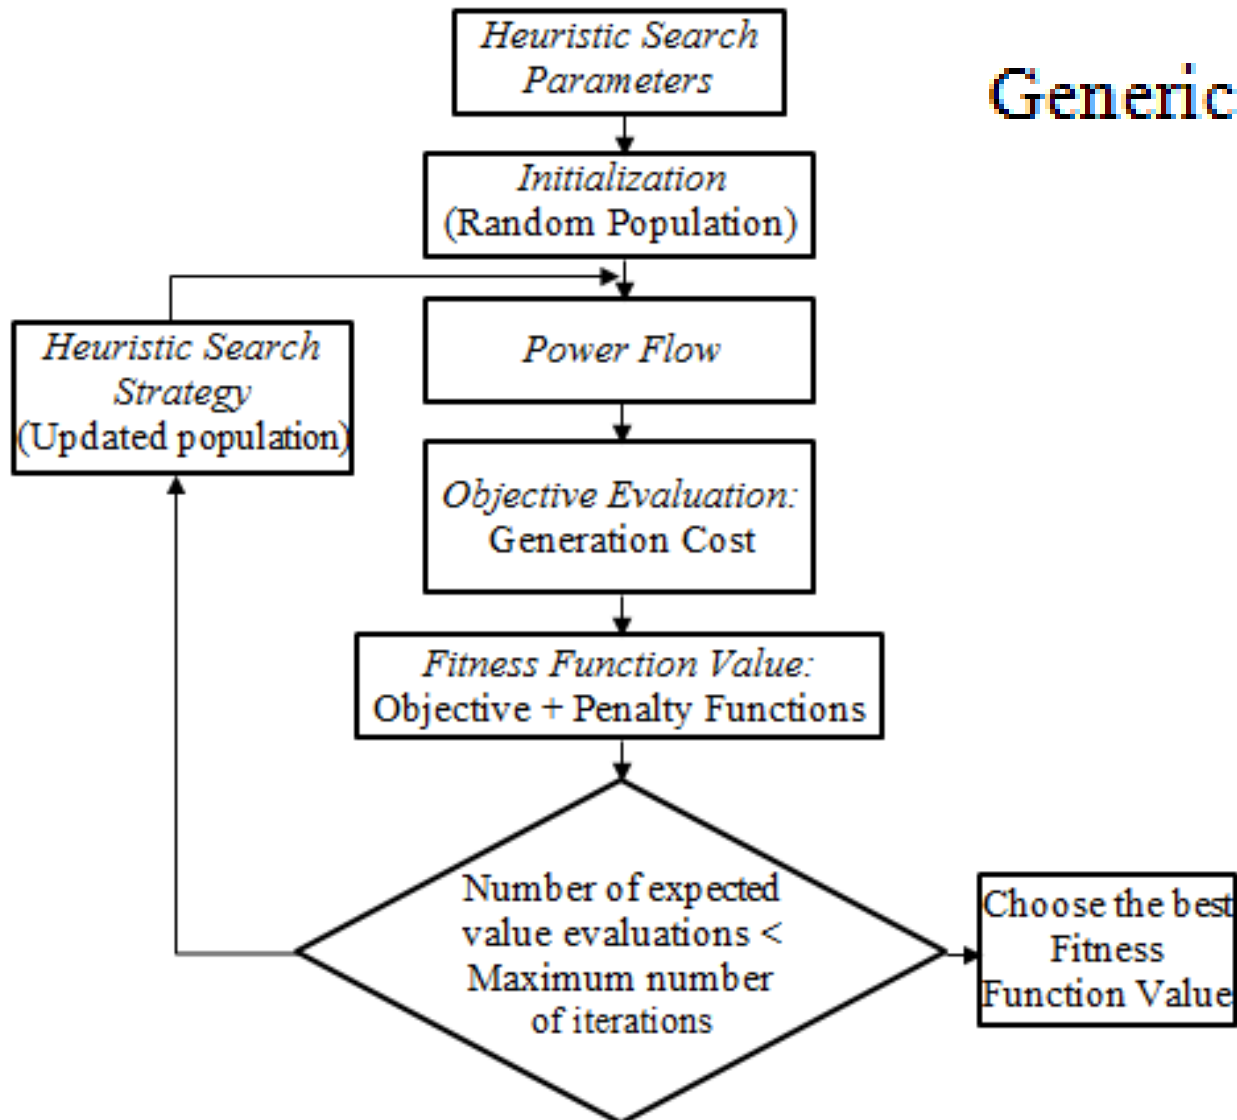 Heuristic Search
Parameters
Generic
Initialization
(Random Population)
Power Flow
Heuristic Search
Strategy
(Updated population)
Objective Evaluation:
Generation Cost
Fitness Function Value:
Objective + Penalty Functions
Number of expected
value evaluations <
Maximum number
of iterations
Choose the best
Fitness
Function Value